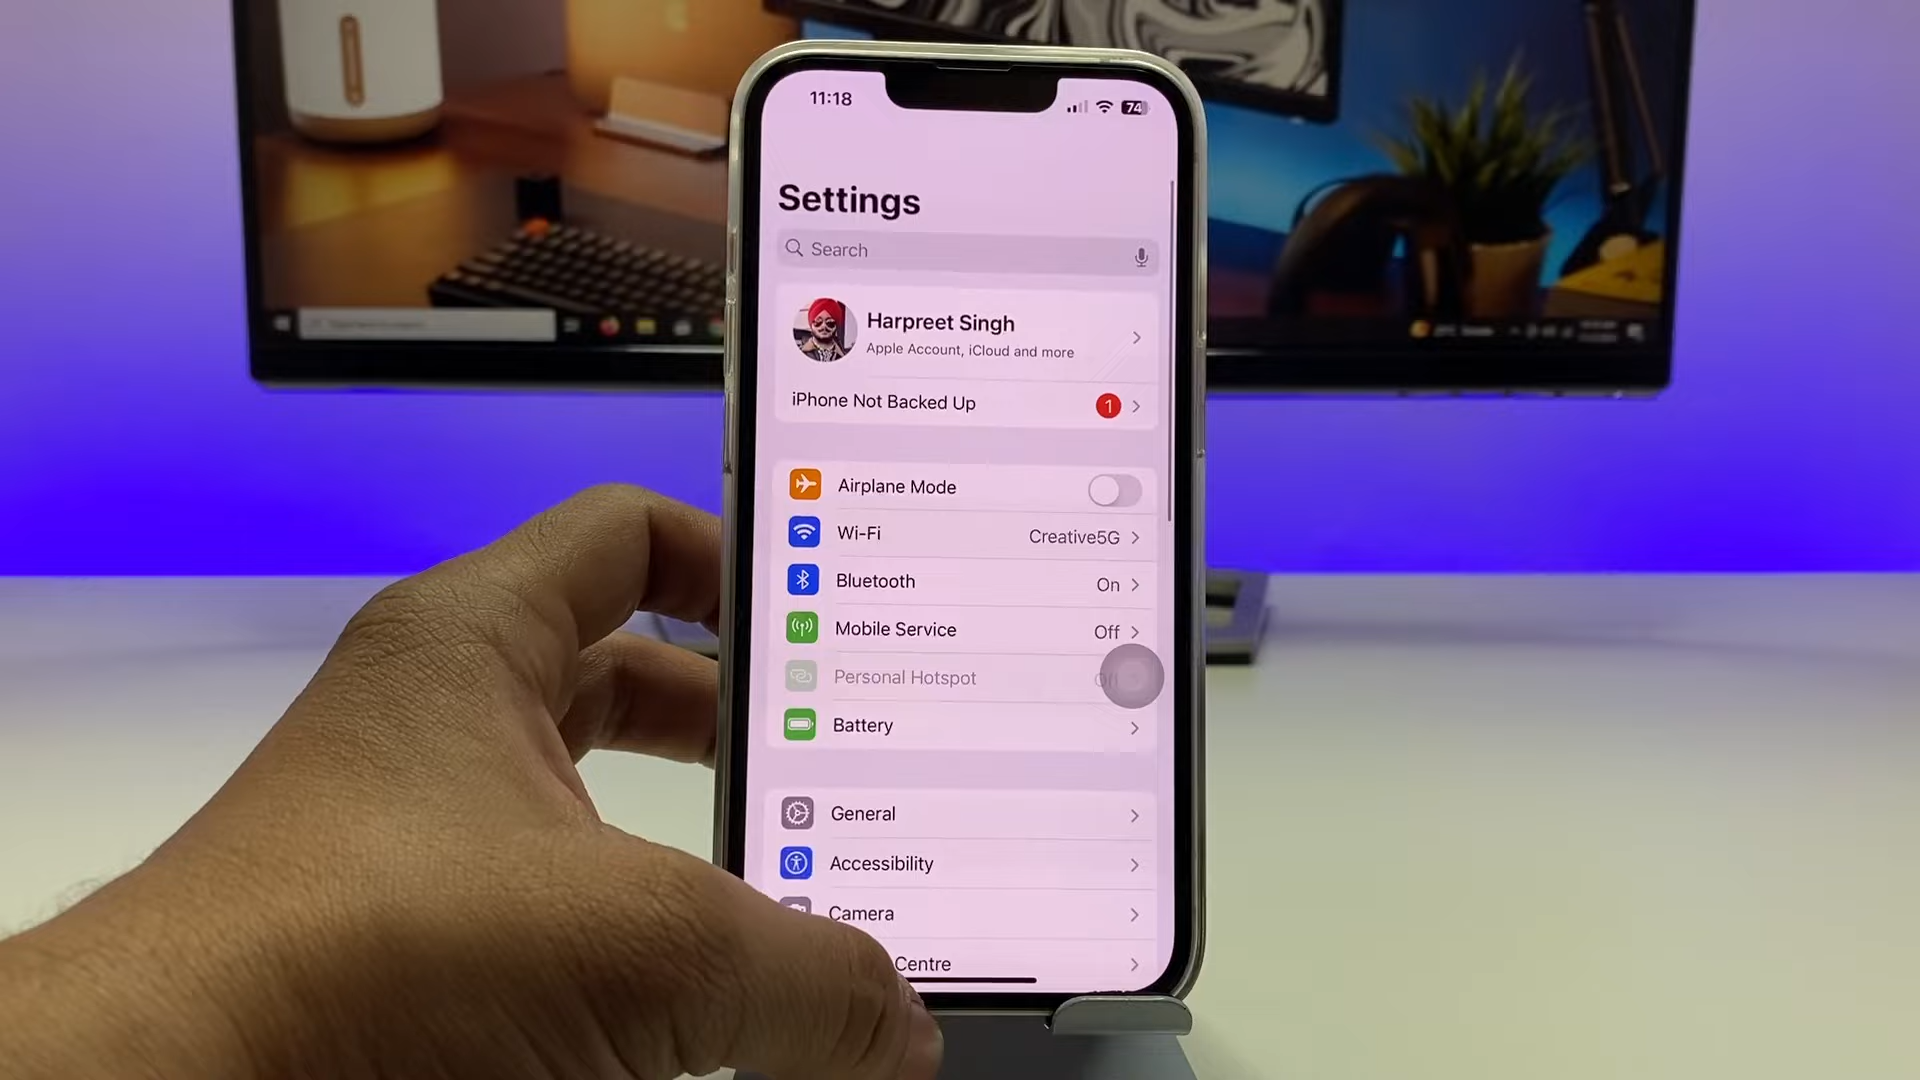 11:18
74
Settings
Search
Harpreet Singh
Apple Account, iCloud and more
iPhone Not Backed Up
1
Airplane Mode
Wi-Fi
Creative5G
Bluetooth
On
Mobile Service
Off
Personal Hotspot
Battery
General
Accessibility
Camera
Centre